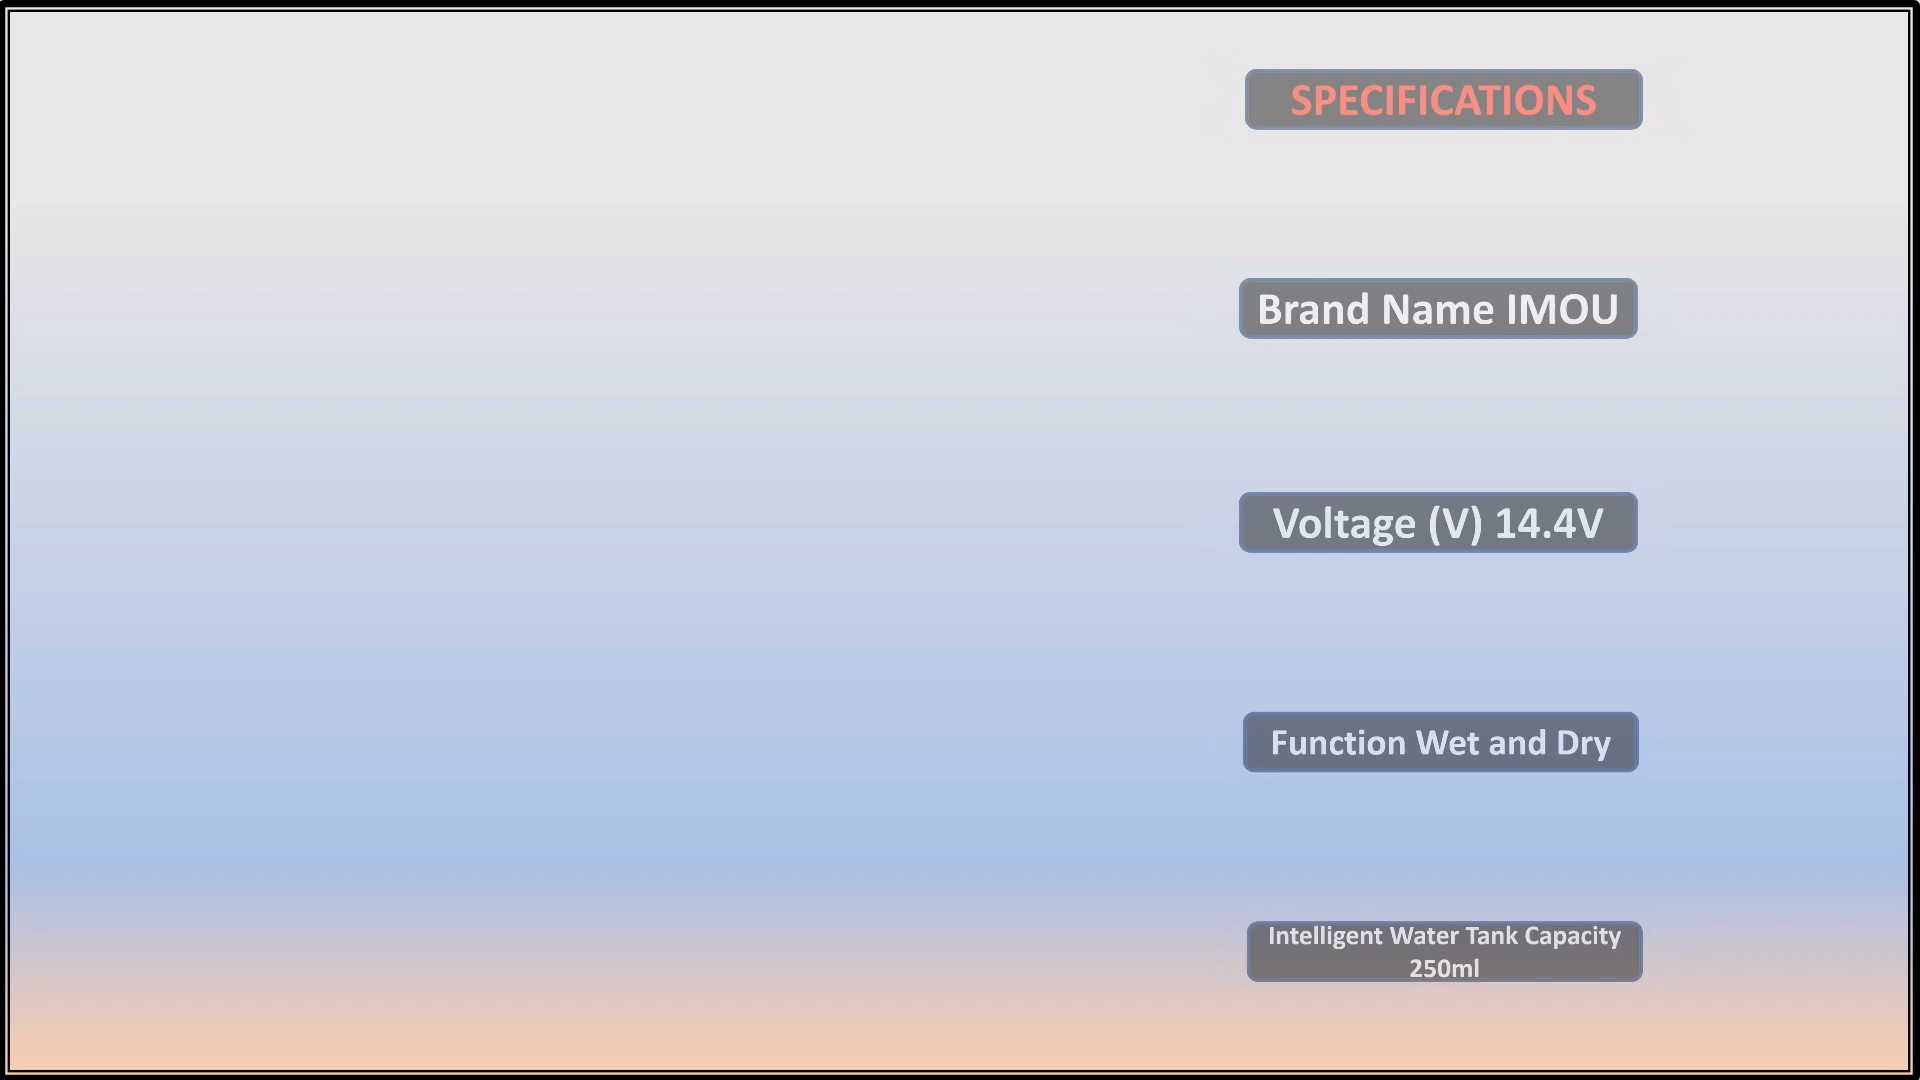 SPECIFICATIONS
Brand Name IMOU
Voltage (V) 14.4V
Function Wet and Dry
Intelligent Water Tank Capacity
250ml